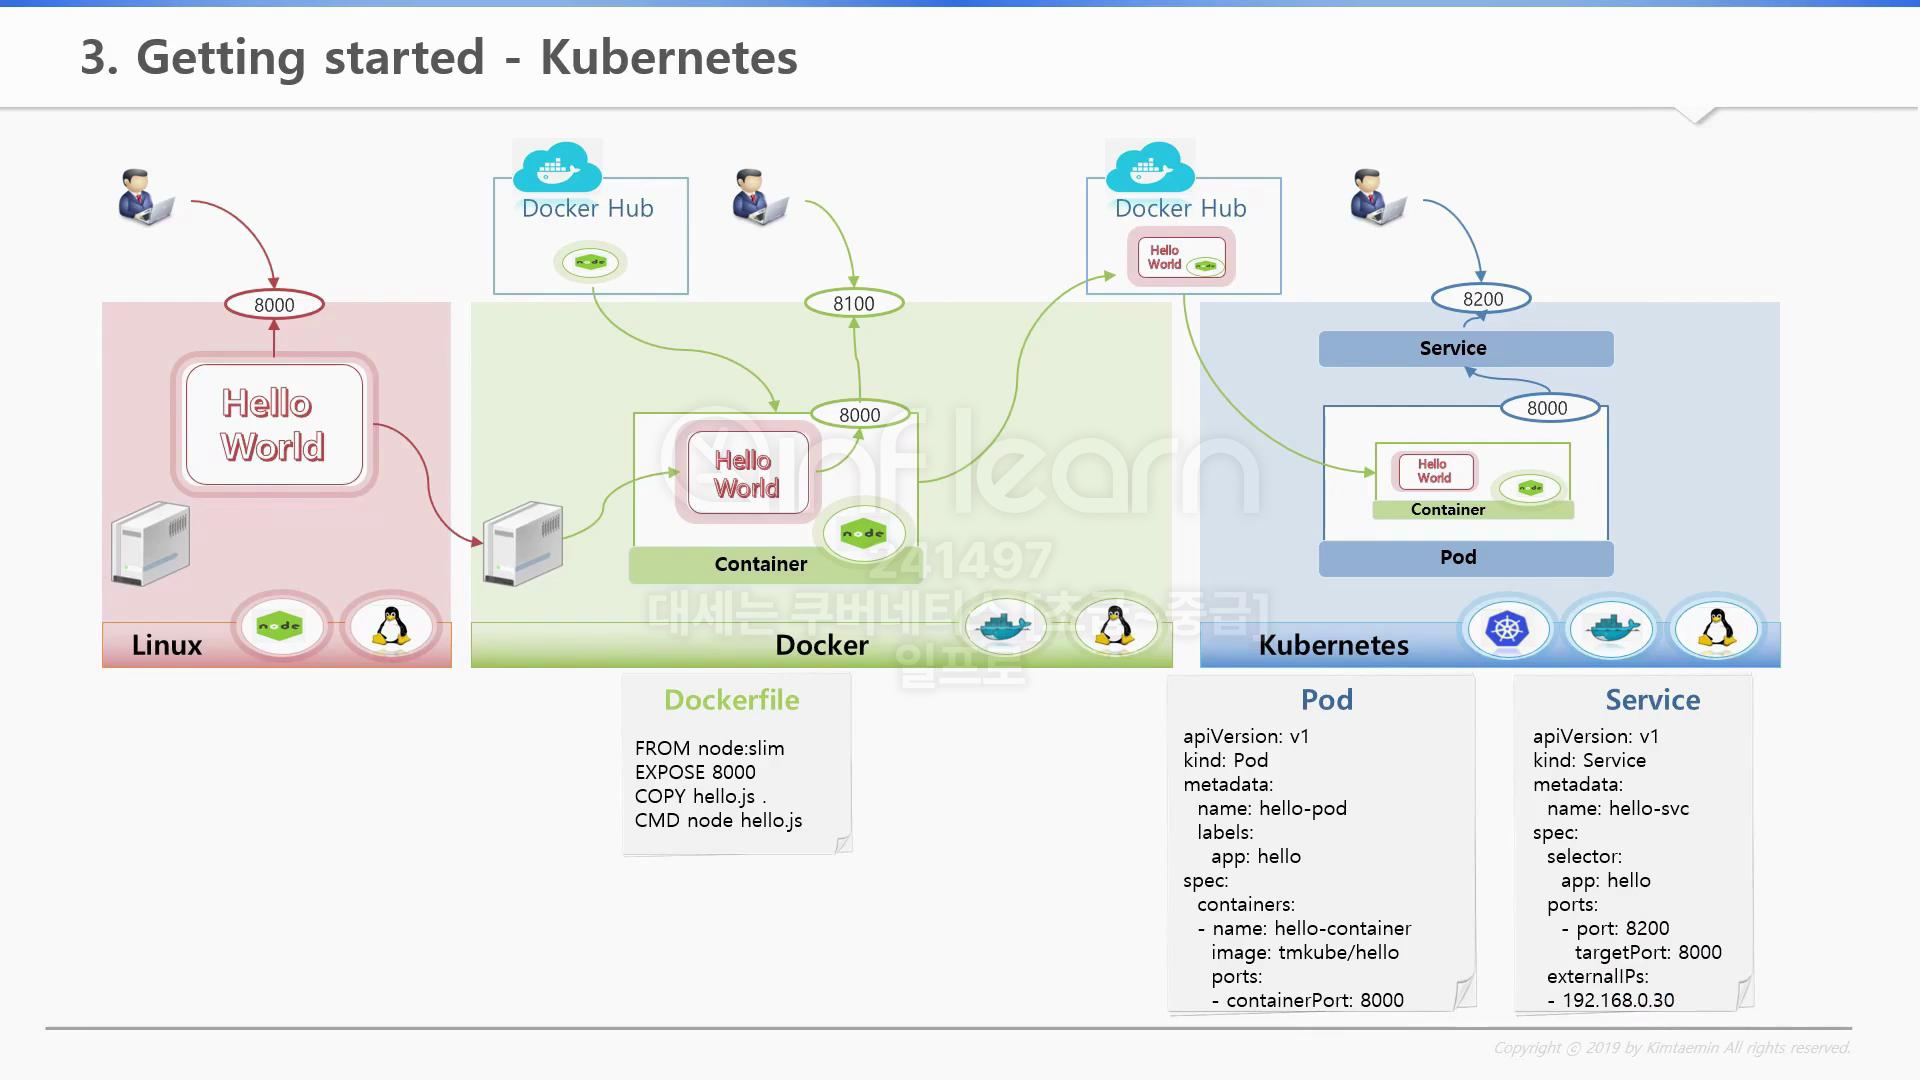 3. Getting started - Kubernetes
Docker Hub
node
Docker Hub
Hello
World
node
8000
8100
8200
Service
Hello
World
8000
Hello
World
node
8000
Hello
World
node
Container
Container
Pod
Linux
node
Docker
Kubernetes
inflearn
241497
대세는 쿠버네티스 [초급~중급]
일프로
Dockerfile
FROM node:slim
EXPOSE 8000
COPY hello.js .
CMD node hello.js
Pod
apiVersion: v1
kind: Pod
metadata:
name: hello-pod
labels:
app: hello
spec:
containers:
- name: hello-container
image: tmkube/hello
ports:
- containerPort: 8000
Service
apiVersion: v1
kind: Service
metadata:
name: hello-svc
spec:
selector:
app: hello
ports:
- port: 8200
targetPort: 8000
externalIPs:
- 192.168.0.30
Copyright ⓒ 2019 by Kimtaemin All rights reserved.